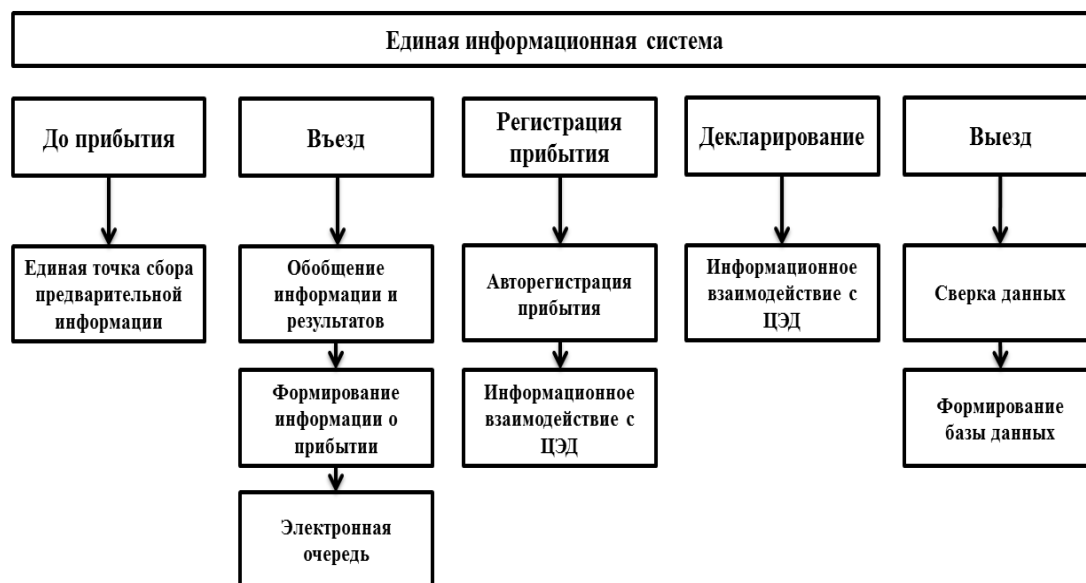 Единая информационная система
До прибытия
Въезд
Регистрация
прибытия
Декларирование
Выезд
Единая точка сбора
предварительной
информации
Обобщение
информации и
результатов
Авторегистрация
прибытия
Информационное
взаимодействие с
ЦЭД
Сверка данных
Формирование
информации о
прибытии
Информационное
взаимодействие с
ЦЭД
Формирование
базы данных
Электронная
очередь